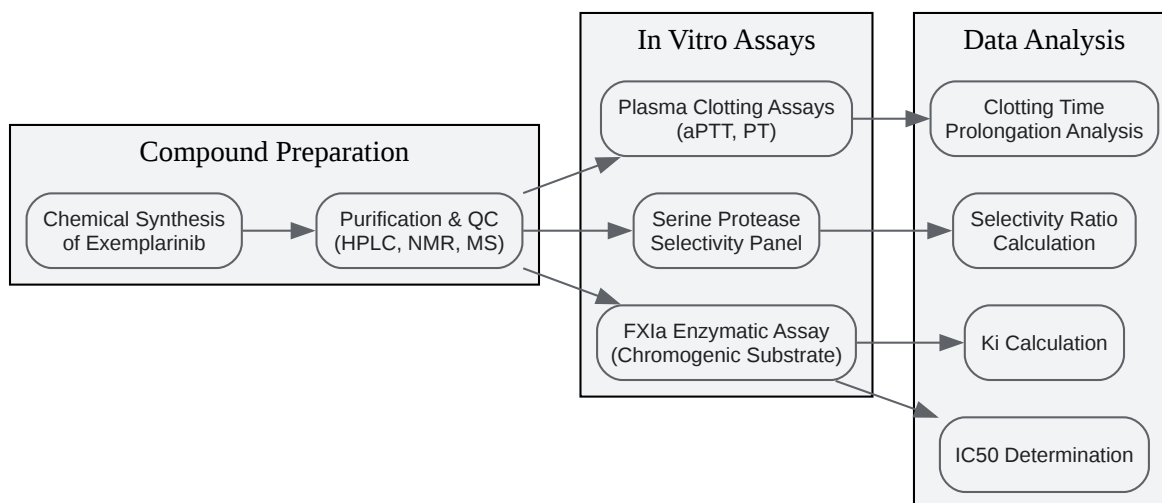 Compound Preparation
Chemical Synthesis
of Exemplarinib
Purification & QC
(HPLC, NMR, MS)
In Vitro Assays
Plasma Clotting Assays
(aPTT, PT)
Serine Protease
Selectivity Panel
FXIa Enzymatic Assay
(Chromogenic Substrate)
Data Analysis
Clotting Time
Prolongation Analysis
Selectivity Ratio
Calculation
Ki Calculation
IC50 Determination